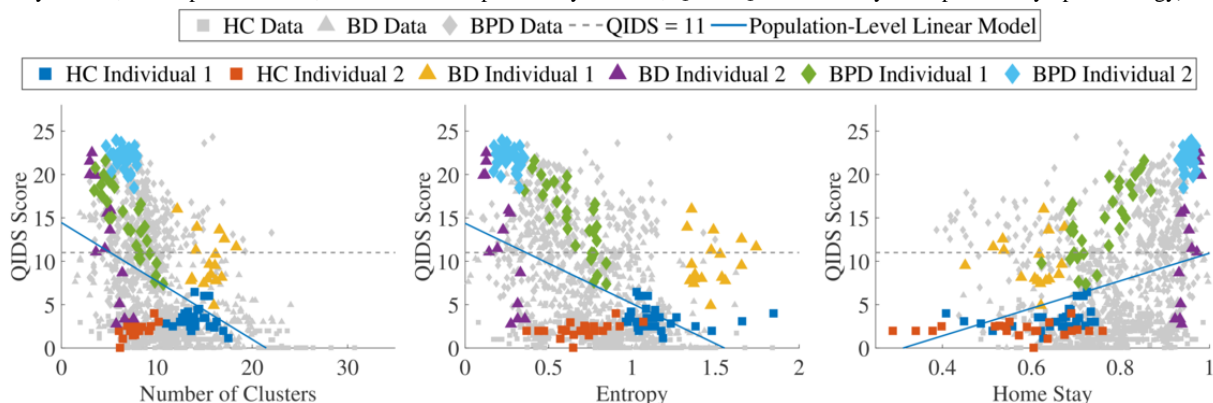 HC Data BD Data BPD Data QIDS = 11 Population-Level Linear Model
HC Individual 1 HC Individual 2 BD Individual 1 BD Individual 2 BPD Individual 1 BPD Individual 2
QIDS Score
25
20
15
10
5
0
0 10 20 30
Number of Clusters
QIDS Score
25
20
15
10
5
0
0 0.5 1 1.5 2
Entropy
QIDS Score
25
20
15
10
5
0
0.4 0.6 0.8 1
Home Stay